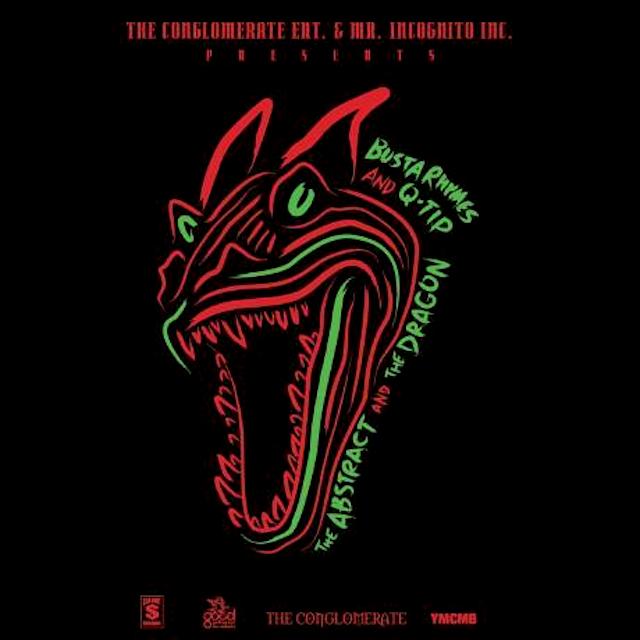 THE CONGLOMERATE ENT. & MR. INCOGNITO INC.
PRESENTS
BUSTA RHYMES
AND Q-TIP
THE ABSTRACT AND THE DRAGON
$
good
THE CONGLOMERATE
YMCMB